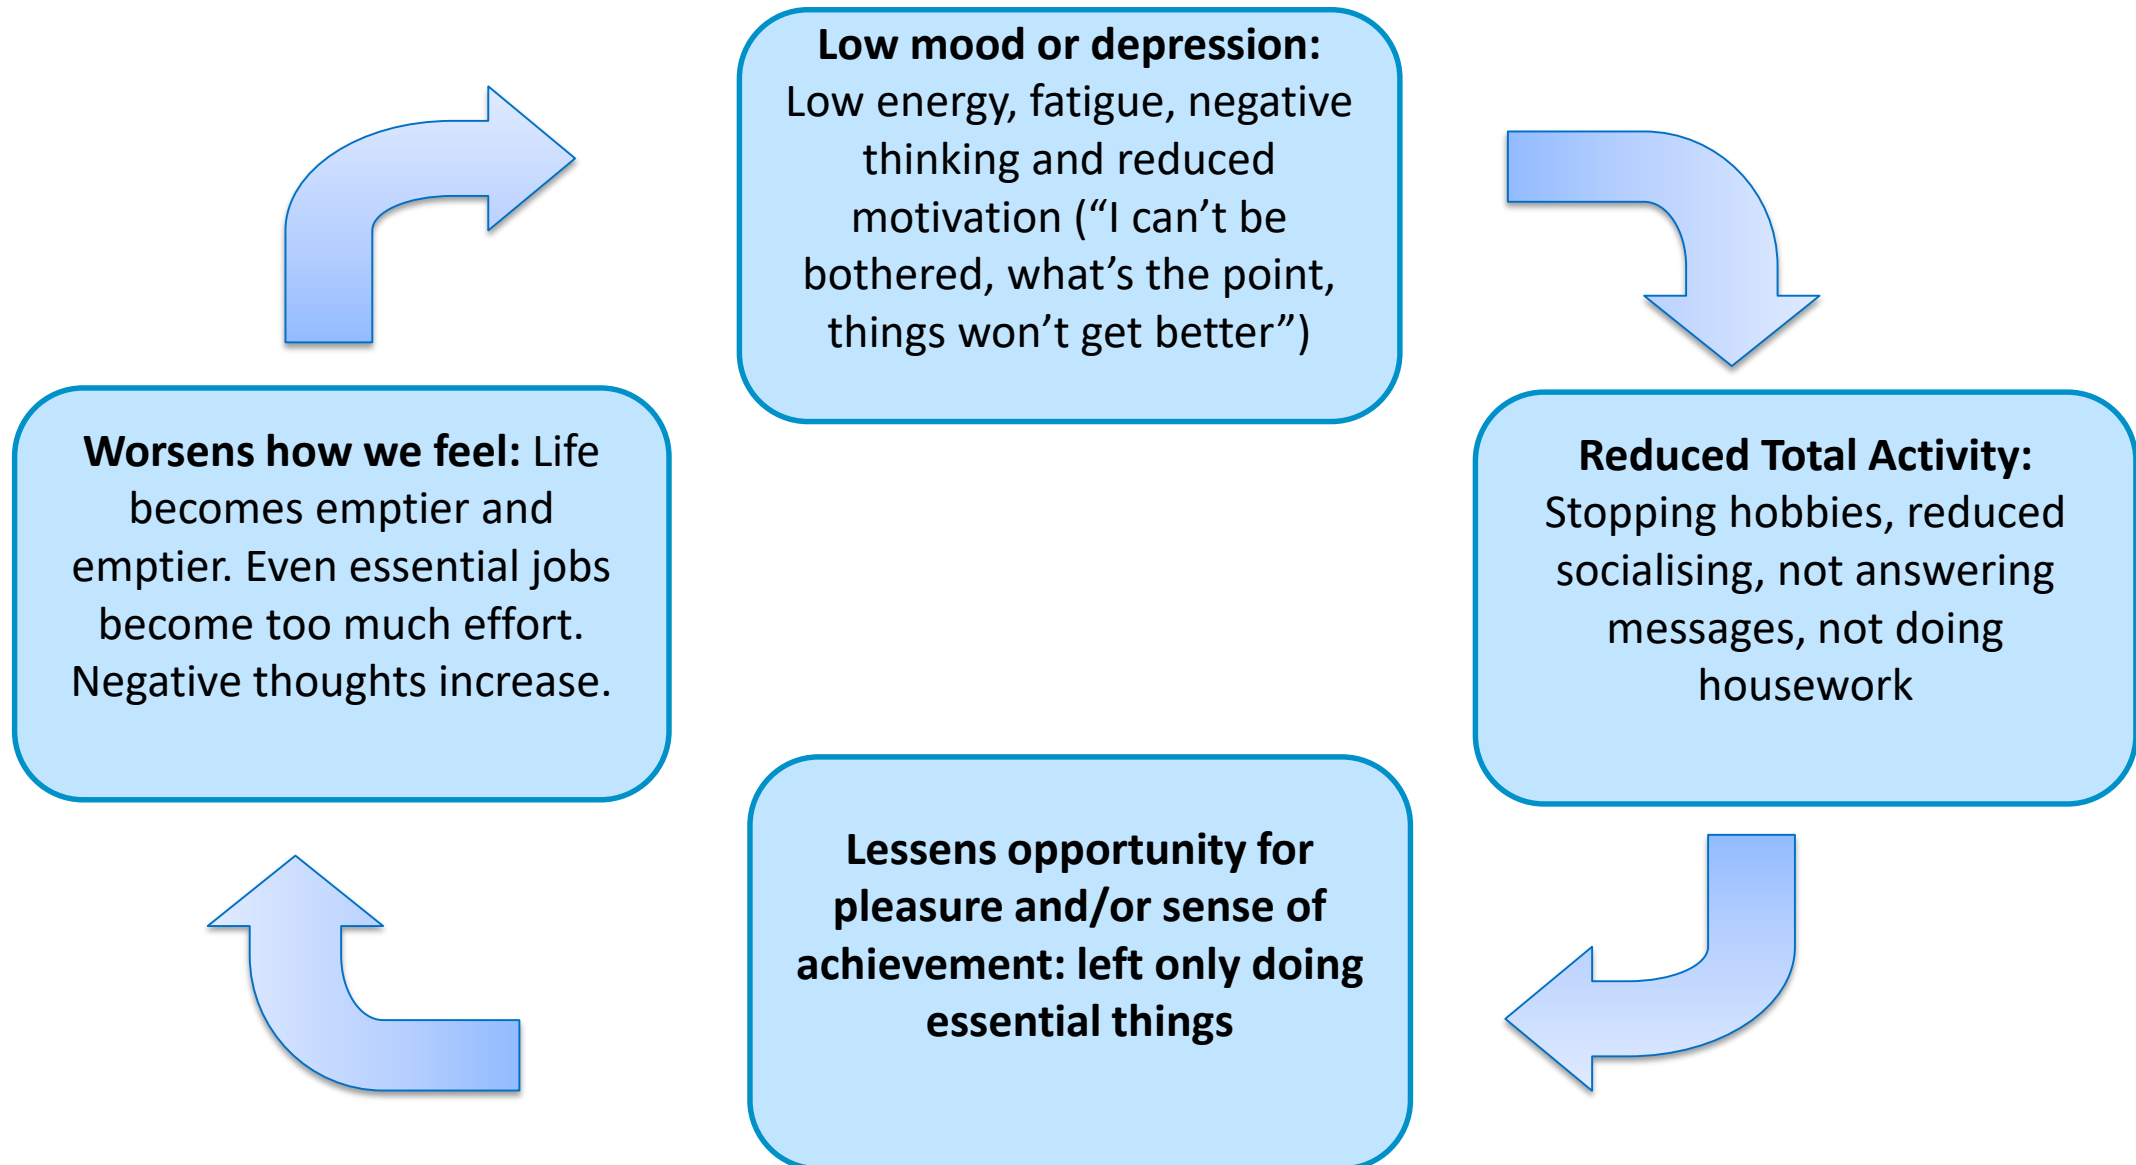 Low mood or depression:
Low energy, fatigue, negative
thinking and reduced
motivation (“I can’t be
bothered, what’s the point,
things won’t get better”)
Reduced Total Activity:
Stopping hobbies, reduced
socialising, not answering
messages, not doing
housework
Lessens opportunity for
pleasure and/or sense of
achievement: left only doing
essential things
Worsens how we feel: Life
becomes emptier and
emptier. Even essential jobs
become too much effort.
Negative thoughts increase.